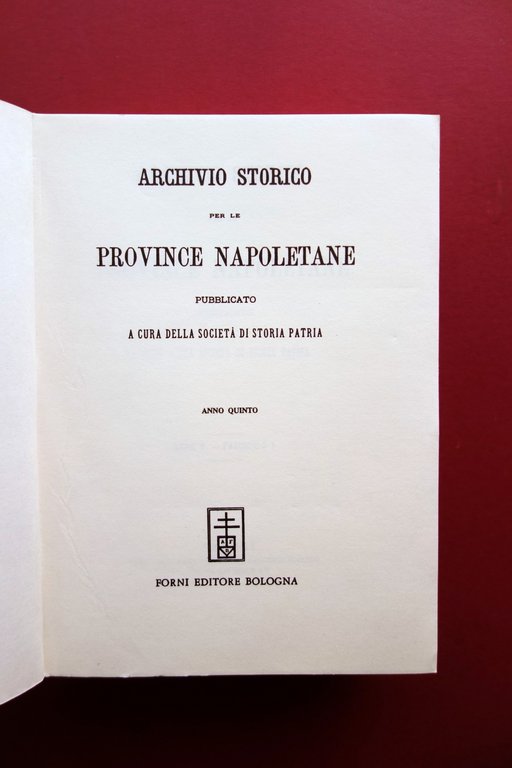 ARCHIVIO STORICO
PER LE
PROVINCE NAPOLETANE
PUBBLICATO
A CURA DELLA SOCIETÀ DI STORIA PATRIA
ANNO QUINTO
FORNI EDITORE BOLOGNA